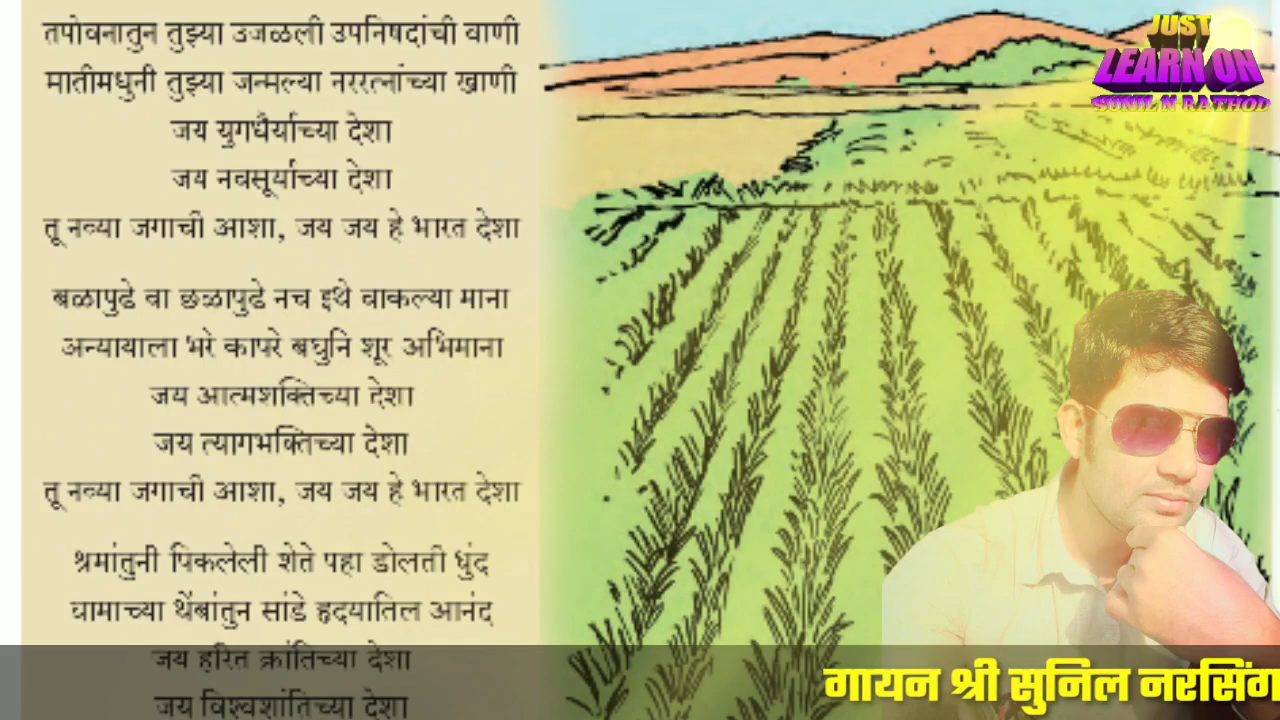 तपोवनातुन तुझ्या उजळली उपनिषदांची वाणी
मातीमधुनी तुझ्या जन्मल्या नररत्नांच्या खाणी
जय युगधैर्याच्या देशा
जय नवसूर्याच्या देशा
तू नव्या जगाची आशा, जय जय हे भारत देशा
बळापुढे वा छळापुढे नच इथे वाकल्या माना
अन्यायाला भरे कापरे बघुनि शूर अभिमाना
जय आत्मशक्तिच्या देशा
जय त्यागभक्तिच्या देशा
तू नव्या जगाची आशा, जय जय हे भारत देशा
श्रमांतुनी पिकलेली शेते पहा डोलती धुंद
घामाच्या थेंबांतुन सांडे हृदयातिल आनंद
जय हरित क्रांतिच्या देशा
जय विश्वशांतिच्या देशा
JUST
LEARN ON
SUNIL N RATHOD
गायन श्री सुनिल नरसिंग